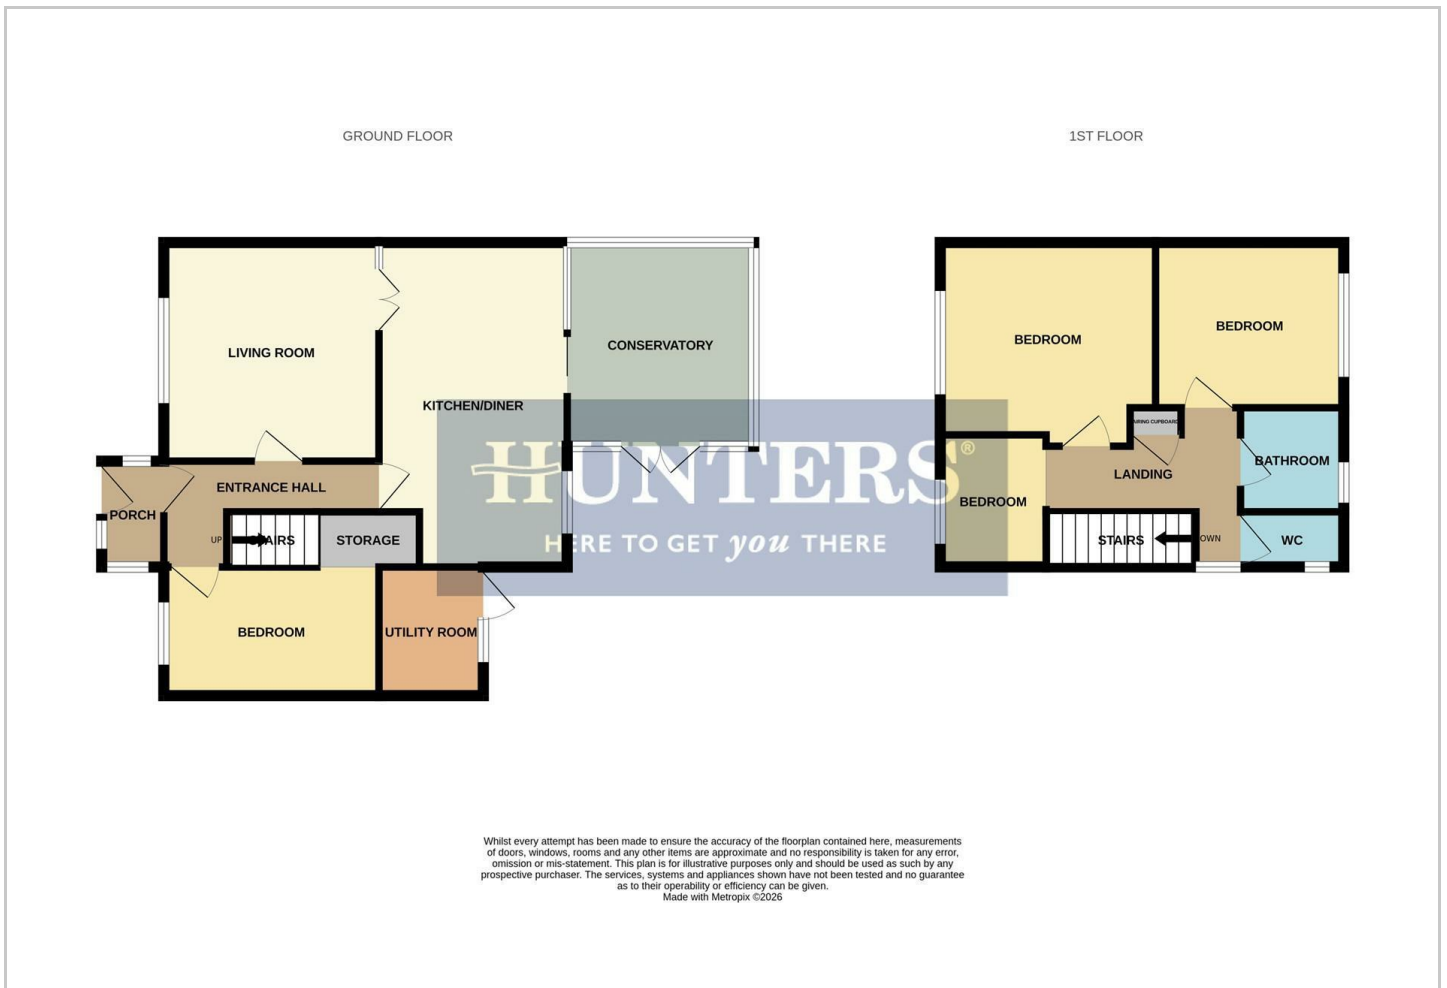 GROUND FLOOR
1ST FLOOR
LIVING ROOM
KITCHEN/DINER
CONSERVATORY
ENTRANCE HALL
PORCH
UP
STAIRS
STORAGE
BEDROOM
UTILITY ROOM
BEDROOM
BEDROOM
AIRING CUPBOARD
BEDROOM
LANDING
BATHROOM
STAIRS
DOWN
WC
HUNTERS®
HERE TO GET you THERE
Whilst every attempt has been made to ensure the accuracy of the floorplan contained here, measurements
of doors, windows, rooms and any other items are approximate and no responsibility is taken for any error,
omission or mis-statement. This plan is for illustrative purposes only and should be used as such by any
prospective purchaser. The services, systems and appliances shown have not been tested and no guarantee
as to their operability or efficiency can be given.
Made with Metropix ©2026